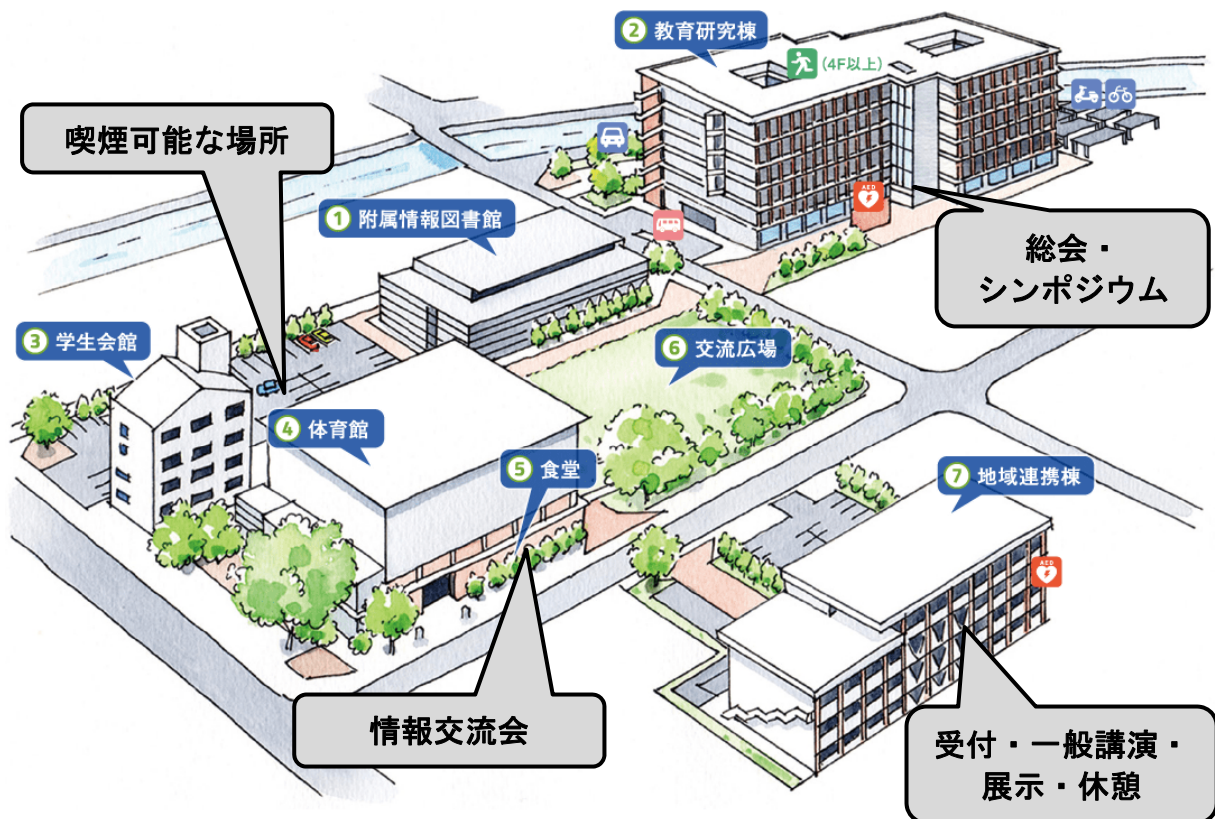 ② 教育研究棟
(4F以上)
喫煙可能な場所
① 附属情報図書館
AED
総会・
シンポジウム
③ 学生会館
⑥ 交流広場
④ 体育館
⑤ 食堂
⑦ 地域連携棟
AED
情報交流会
受付・一般講演・
展示・休憩